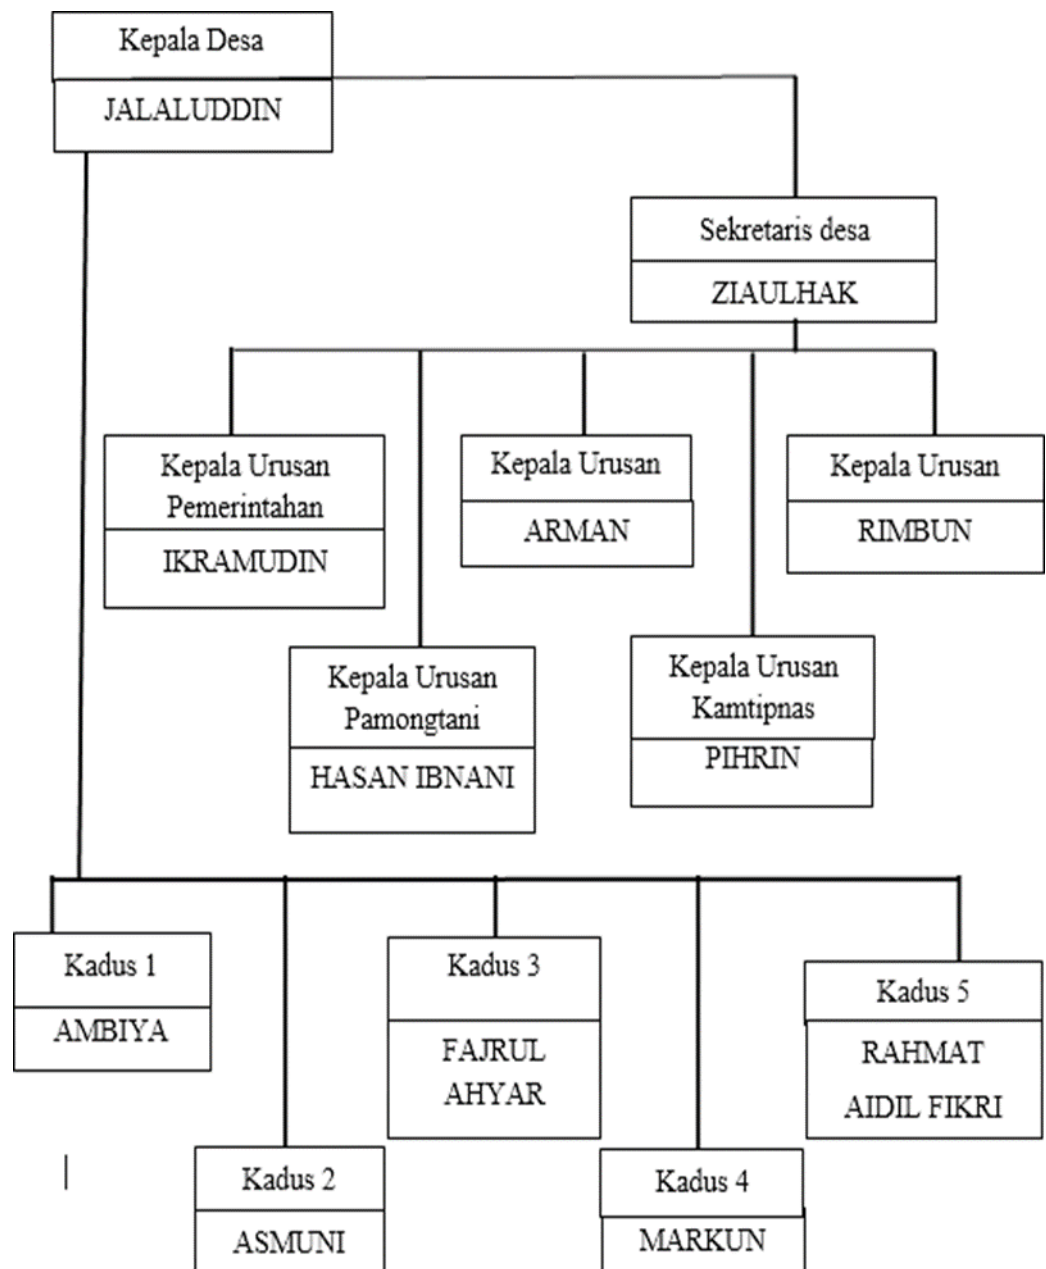 Kepala Desa
JALALUDDIN
Sekretaris desa
ZIAULHAK
Kepala Urusan
Pemerintahan
IKRAMUDIN
Kepala Urusan
ARMAN
Kepala Urusan
RIMBUN
Kepala Urusan
Pamongtani
HASAN IBNANI
Kepala Urusan
Kamtipnas
PIHRIN
Kadus 1
AMBIYA
Kadus 3
FAJRUL
AHYAR
Kadus 5
RAHMAT
AIDIL FIKRI
Kadus 2
ASMUNI
Kadus 4
MARKUN